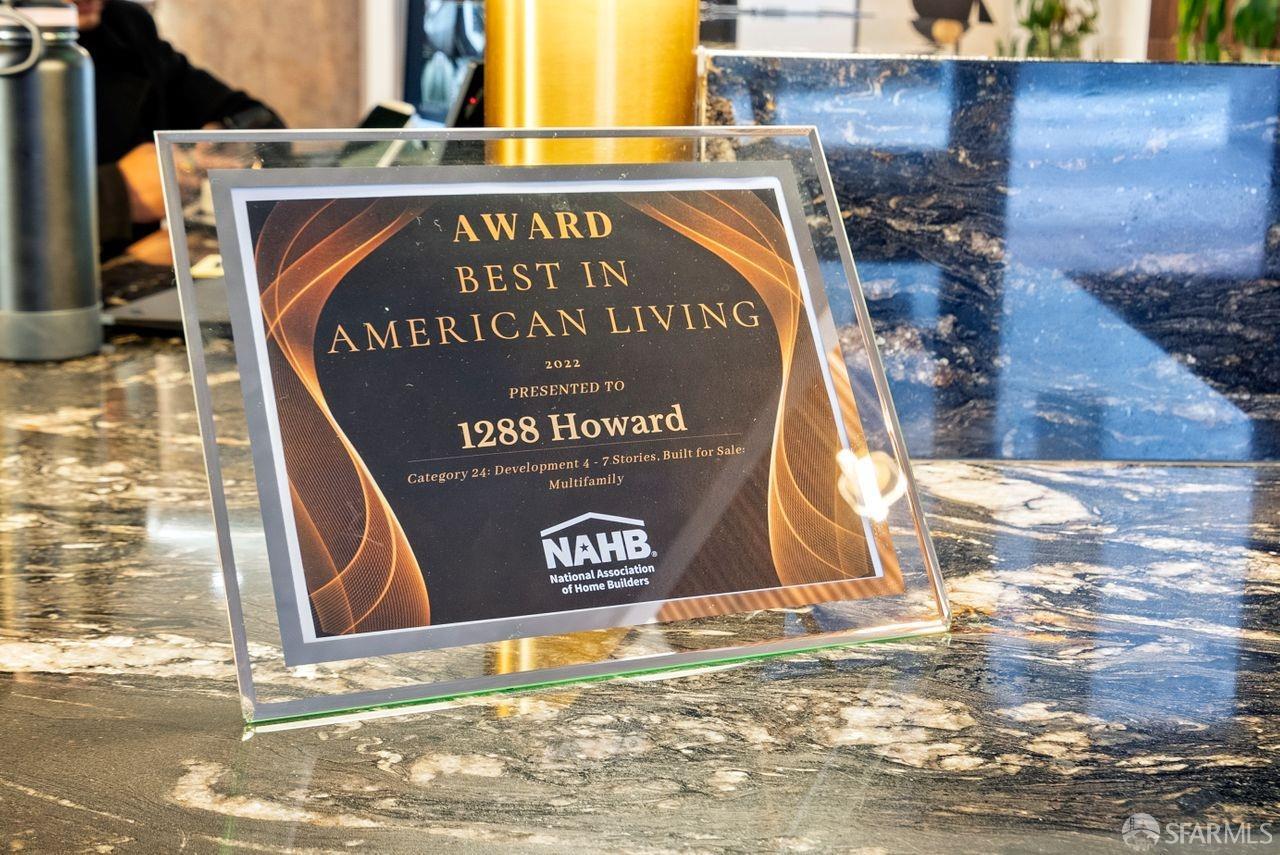 AWARD
BEST IN
AMERICAN LIVING
2022
PRESENTED TO
1288 Howard
Category 24: Development 4 - 7 Stories, Built for Sale:
Multifamily
NAHB®
National Association
of Home Builders
SFARMLS